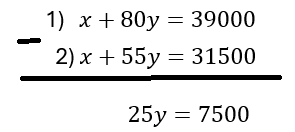 1) x + 80y = 39000
2) x + 55y = 31500
25y = 7500